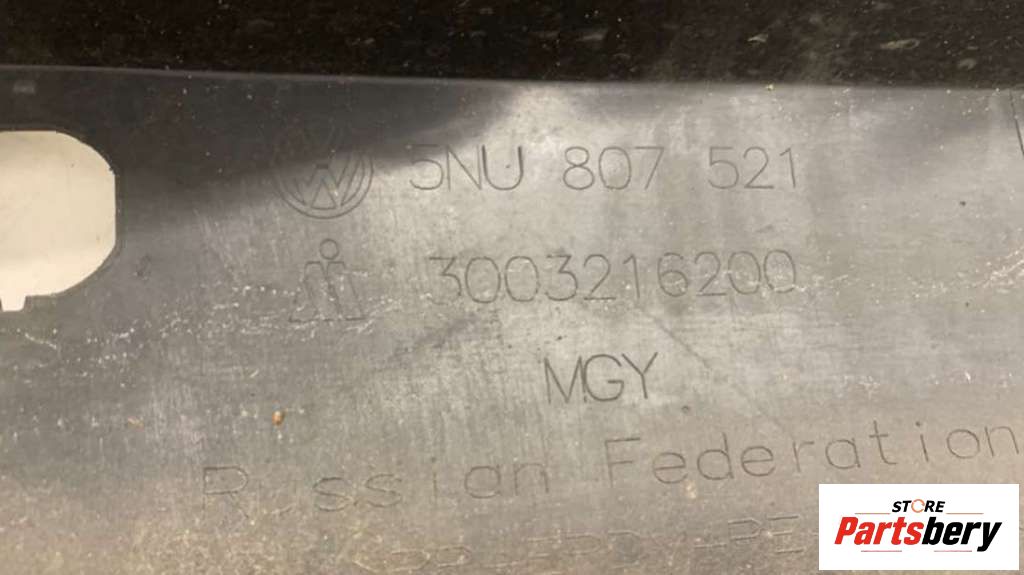 5NU 807 521
3003216200
MGY
Russian Federation
STORE
Partsbery